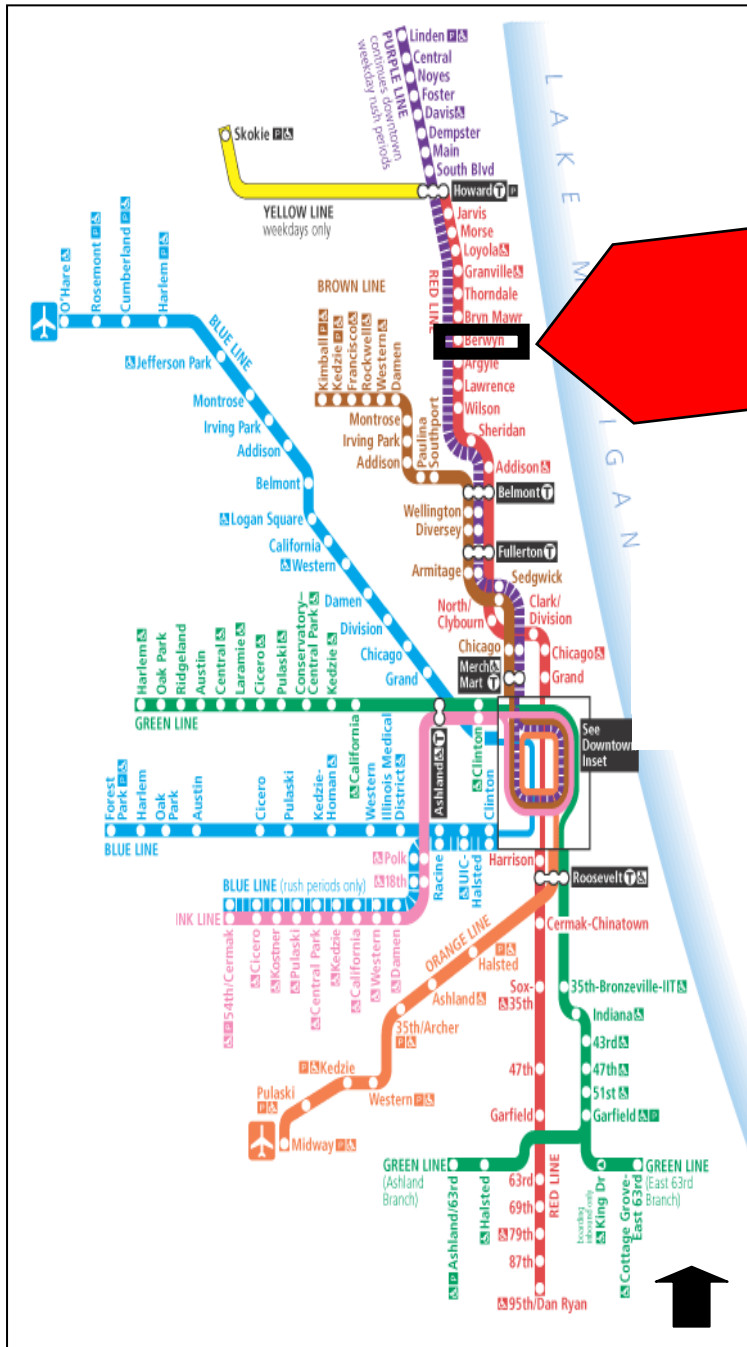 Linden P
Central
Noyes
Foster
Davis
Dempster
Main
South Blvd
PURPLE LINE
continues downtown
weekday rush periods
Skokie P
Howard T P
YELLOW LINE
weekdays only
LAKE M
IGAN
Jarvis
Morse
Loyola
Granville
Thorndale
Bryn Mawr
Berwyn
Argyle
Lawrence
Wilson
Sheridan
Addison
RED LINE
Belmont T
Fullerton T
BROWN LINE
Kimball P
Kedzie P
Francisco
Rockwell
Western
Damen
Montrose
Irving Park
Addison
Paulina
Southport
Wellington
Diversey
Armitage
Sedgwick
North/
Clybourn
Clark/
Division
Chicago
Chicago
Merch
Mart T
Grand
O'Hare
Rosemont P
Cumberland P
Harlem P
BLUE LINE
Jefferson Park
Montrose
Irving Park
Addison
Belmont
Logan Square
California
Western
Damen
Division
Chicago
Grand
Harlem
Oak Park
Ridgeland
Austin
Central
Laramie
Cicero
Pulaski
Conservatory–
Central Park
Kedzie
GREEN LINE
California
Ashland T
Clinton
See
Downtown
Inset
Forest
Park P
Harlem
Oak
Park
Austin
Cicero
Pulaski
Kedzie-
Homan
Western
Illinois Medical
District
Clinton
BLUE LINE
Racine
UIC-
Halsted
Harrison
Roosevelt T
Polk
18th
BLUE LINE (rush periods only)
INK LINE
54th/Cermak P
Cicero
Kostner
Pulaski
Central Park
Kedzie
California
Western
Damen
ORANGE LINE
Halsted
P
Ashland
35th/Archer
P
P Kedzie
Western P
Pulaski
P
Midway P
Cermak-Chinatown
Sox-
35th
35th-Bronzeville-IIT
Indiana
43rd
47th
47th
51st
Garfield
Garfield P
GREEN LINE
(Ashland
Branch)
P Ashland/63rd
Halsted
RED LINE
63rd
69th
79th
87th
95th/Dan Ryan
boarding
inbound only
King Dr
Cottage Grove-
East 63rd
GREEN LINE
(East 63rd
Branch)